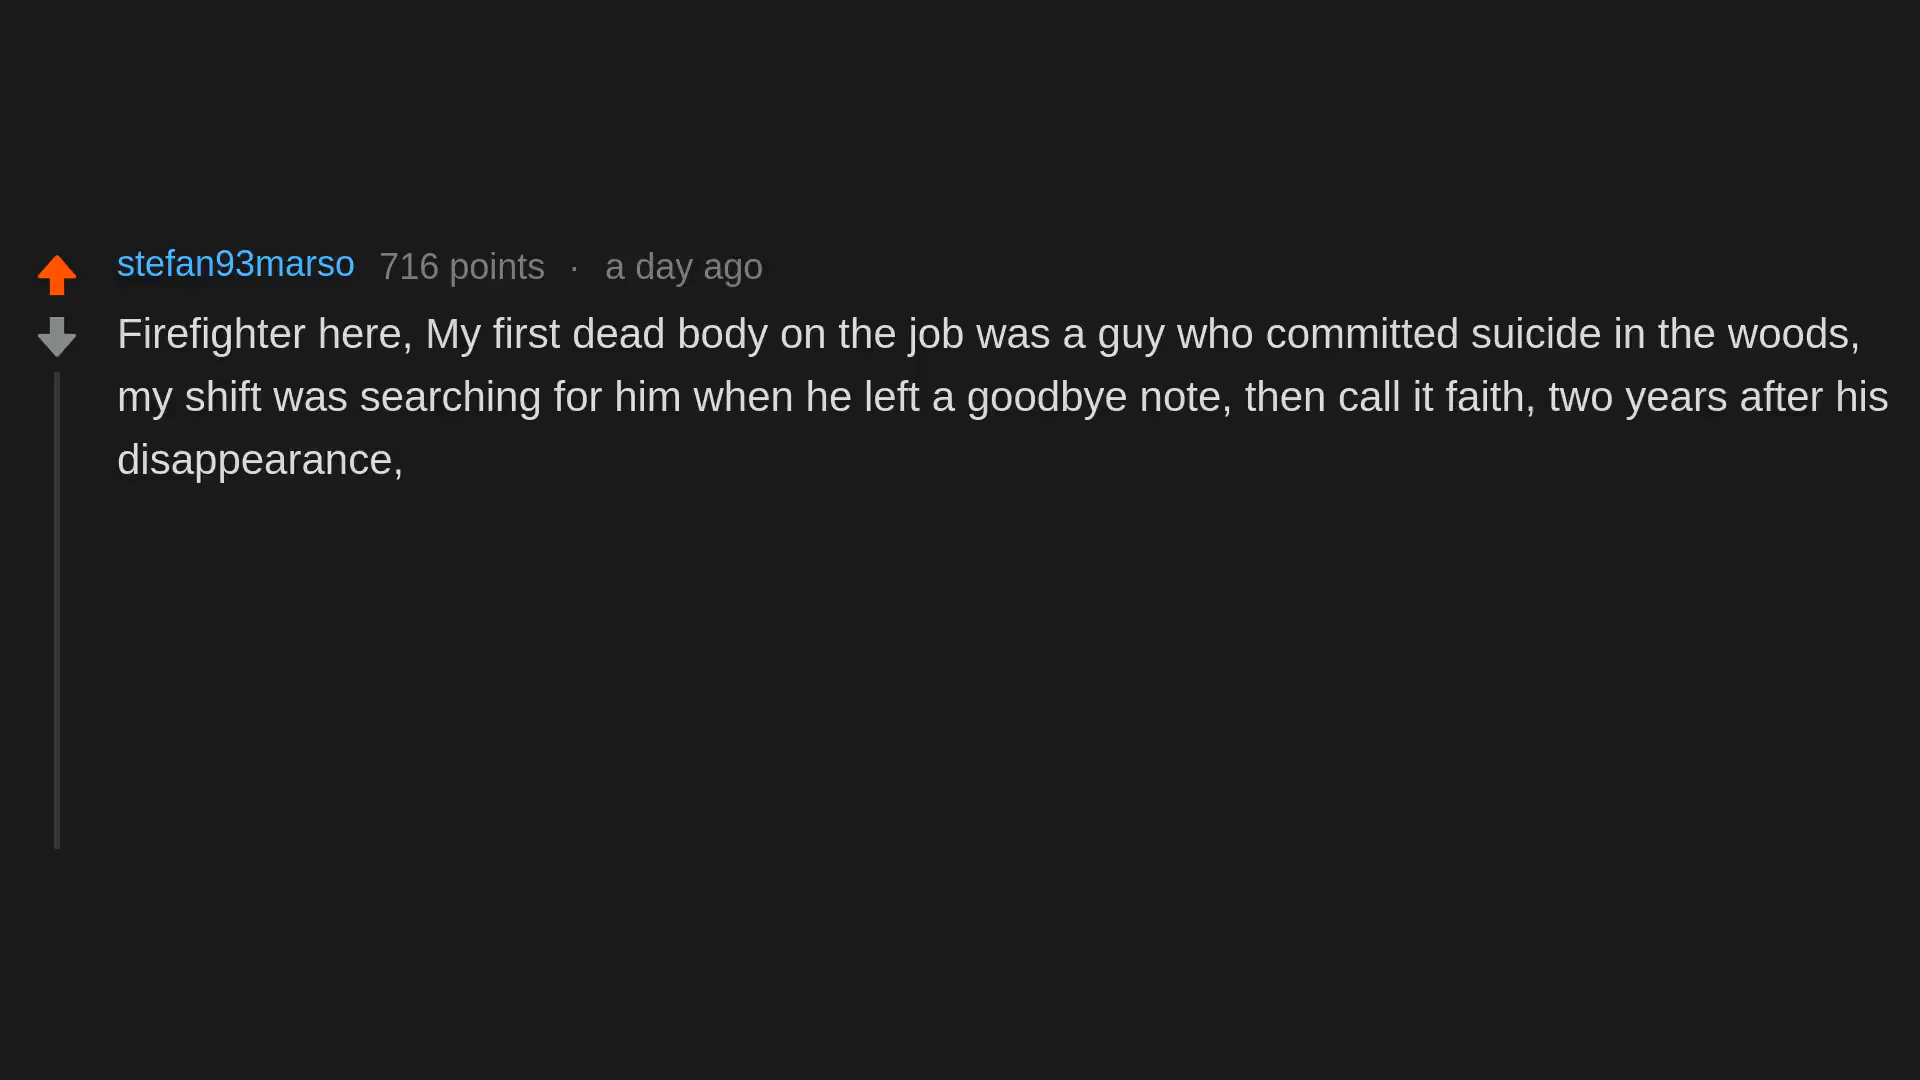 stefan93marso 716 points · a day ago
Firefighter here, My first dead body on the job was a guy who committed suicide in the woods,
my shift was searching for him when he left a goodbye note, then call it faith, two years after his
disappearance,